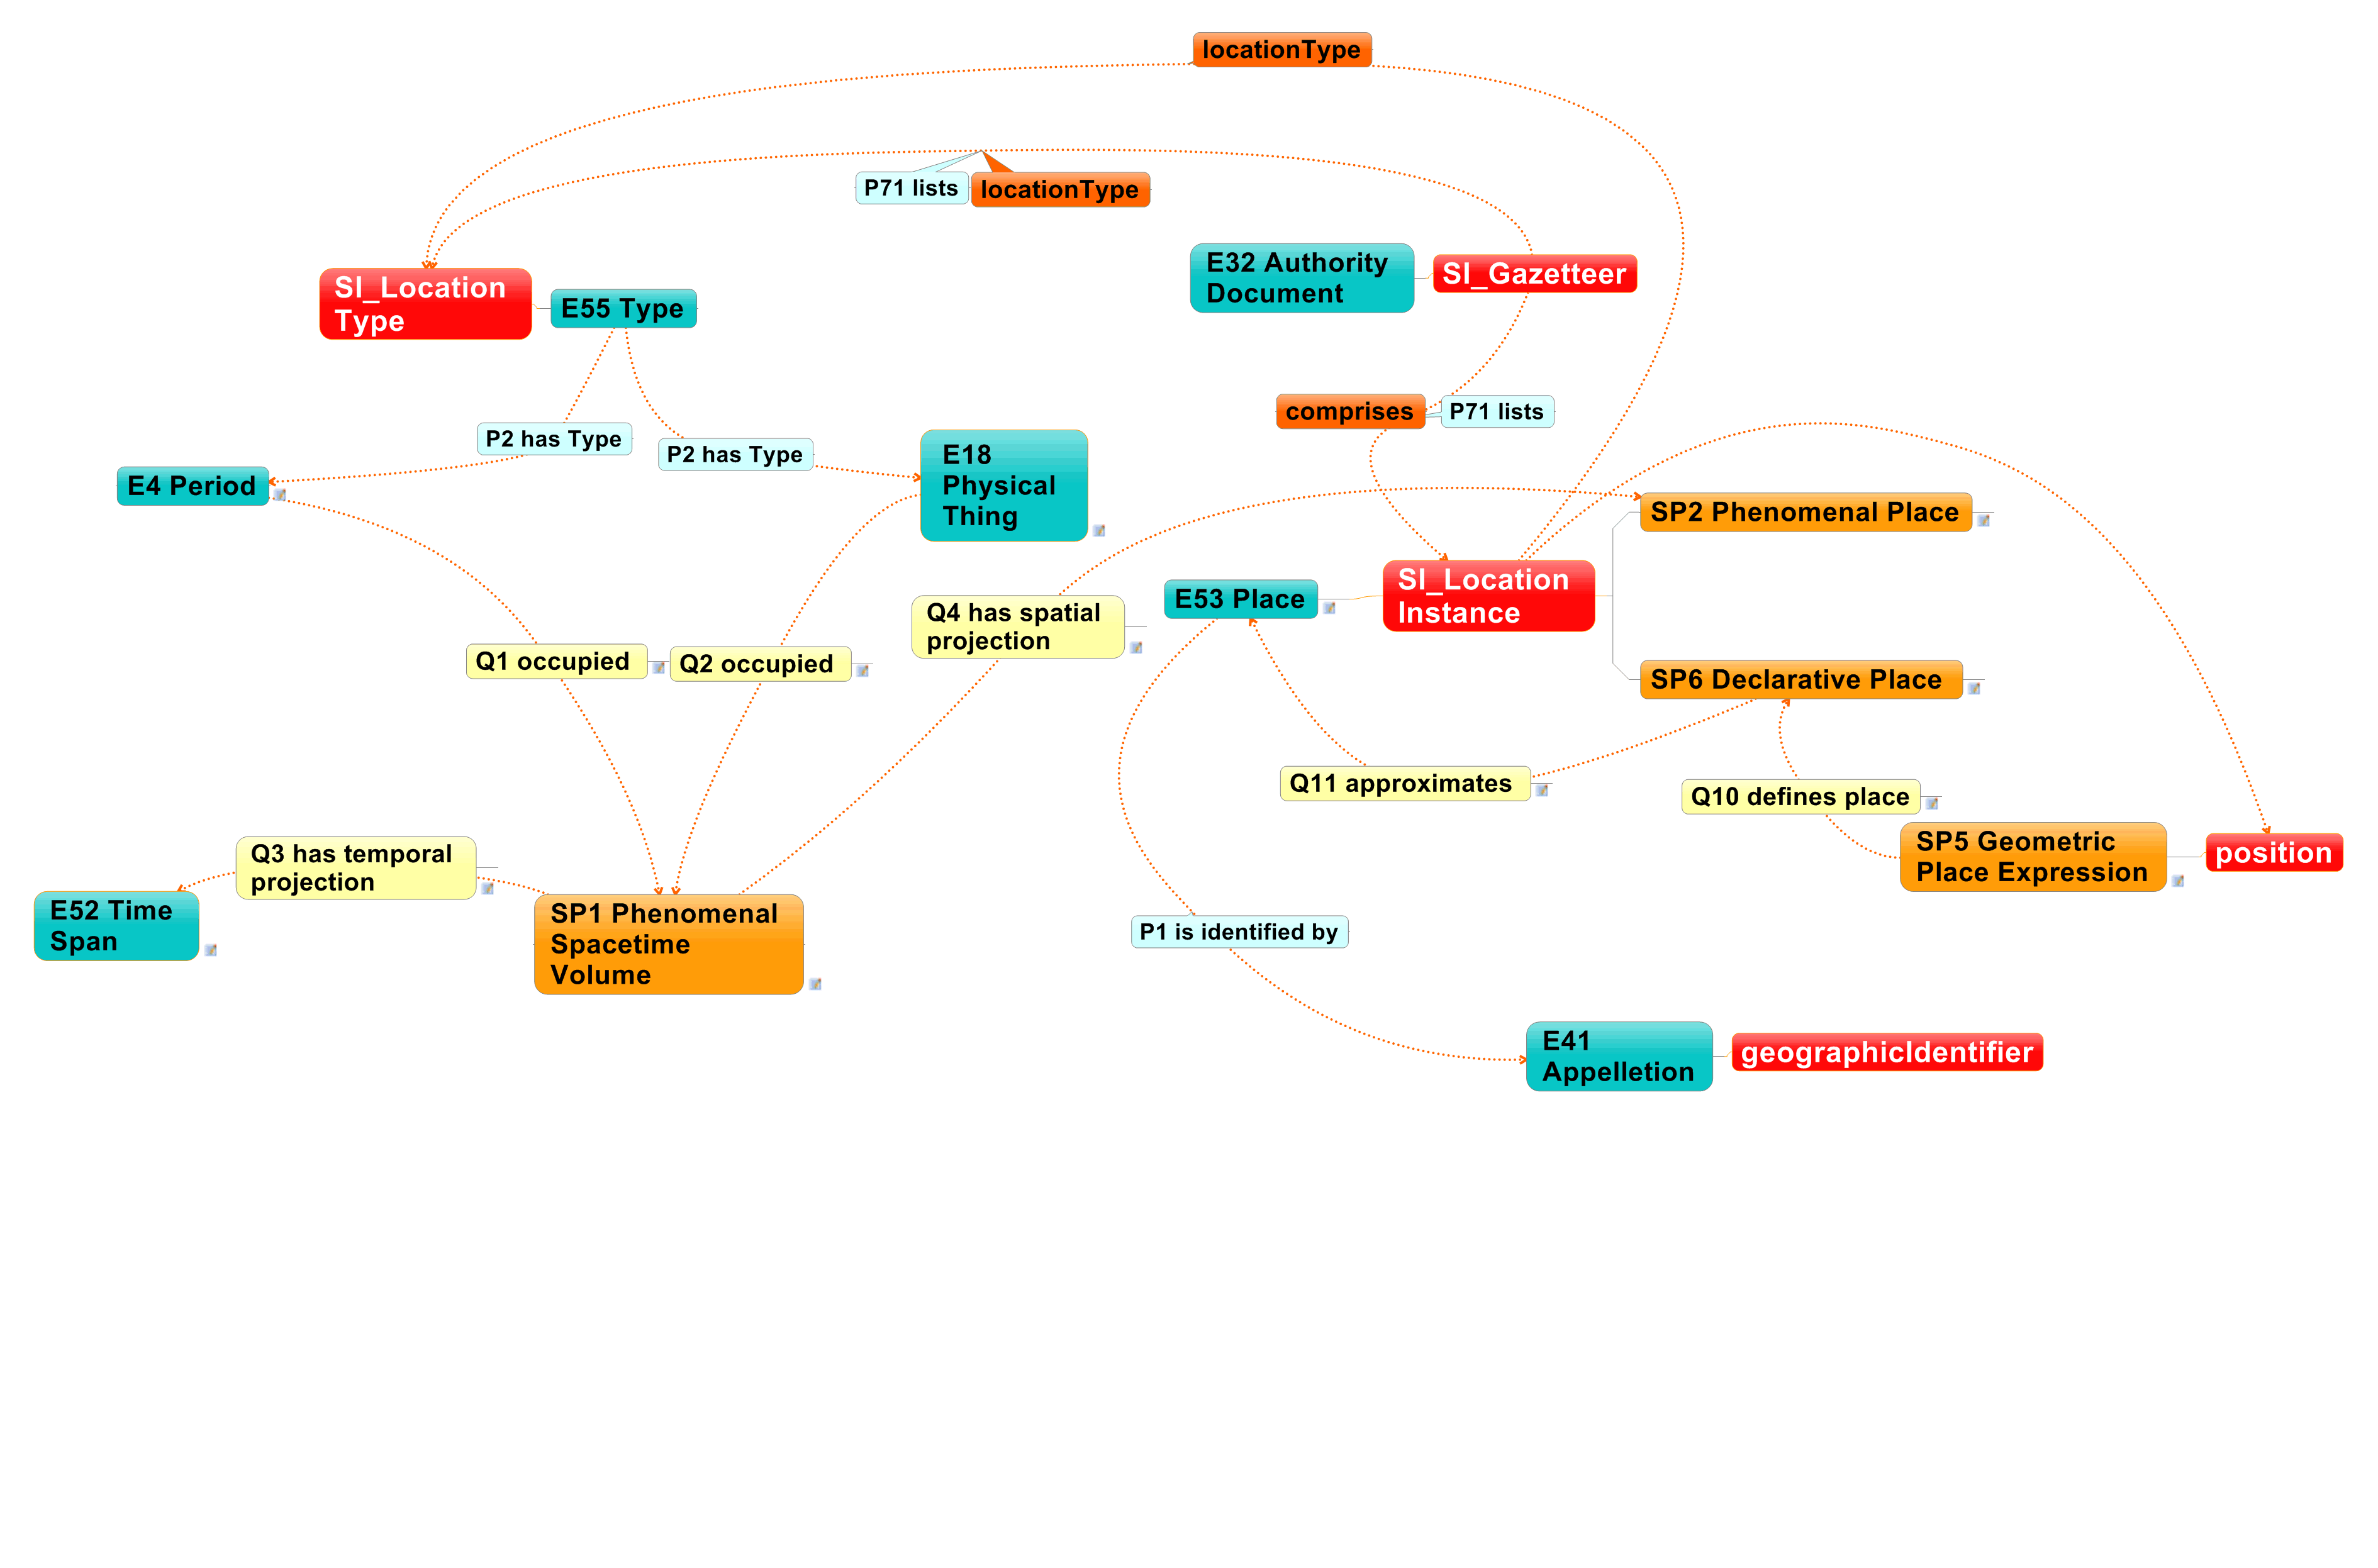 locationType
P71 lists
locationType
E32 Authority
Document
SI_Gazetteer
SI_Location
Type
E55 Type
comprises
P71 lists
P2 has Type
P2 has Type
E18
Physical
Thing
E4 Period
SP2 Phenomenal Place
E53 Place
SI_Location
Instance
Q4 has spatial
projection
Q1 occupied
Q2 occupied
SP6 Declarative Place
Q11 approximates
Q10 defines place
Q3 has temporal
projection
SP5 Geometric
Place Expression
position
E52 Time
Span
SP1 Phenomenal
Spacetime
Volume
P1 is identified by
E41
Appelletion
geographicIdentifier